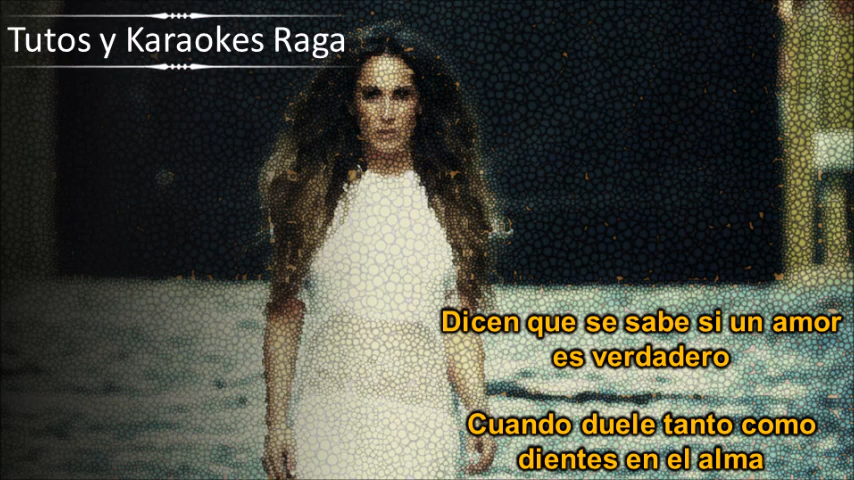 Tutos y Karaokes Raga
Dicen que se sabe si un amor
es verdadero
Cuando duele tanto como
dientes en el alma